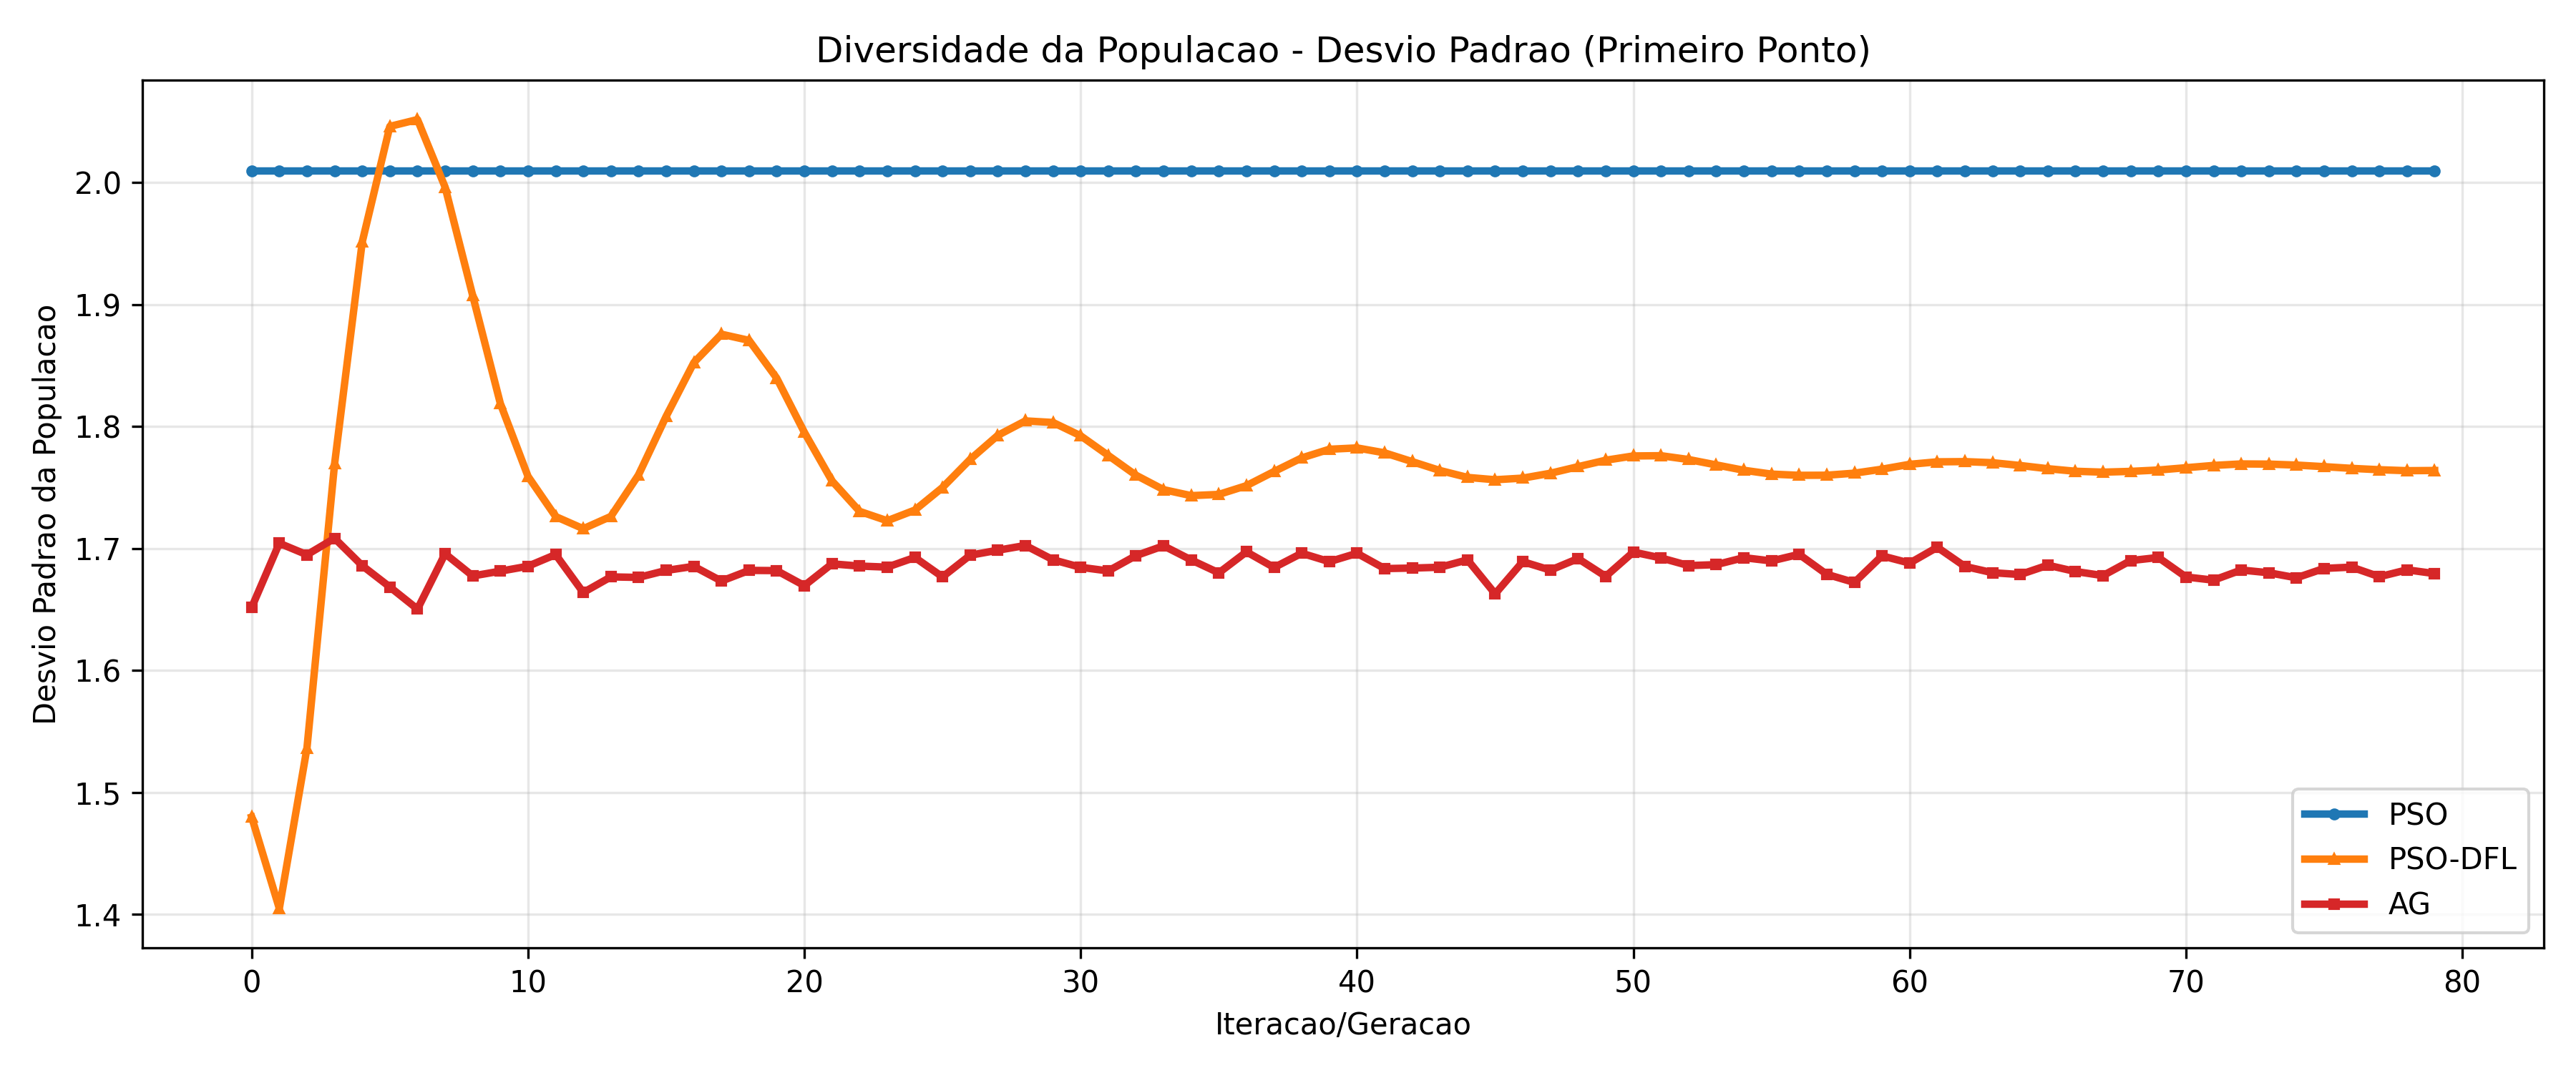 Diversidade da Populacao - Desvio Padrao (Primeiro Ponto)
Desvio Padrao da Populacao
2.0
1.9
1.8
1.7
1.6
1.5
1.4
PSO
PSO-DFL
AG
0 10 20 30 40 50 60 70 80
Iteracao/Geracao